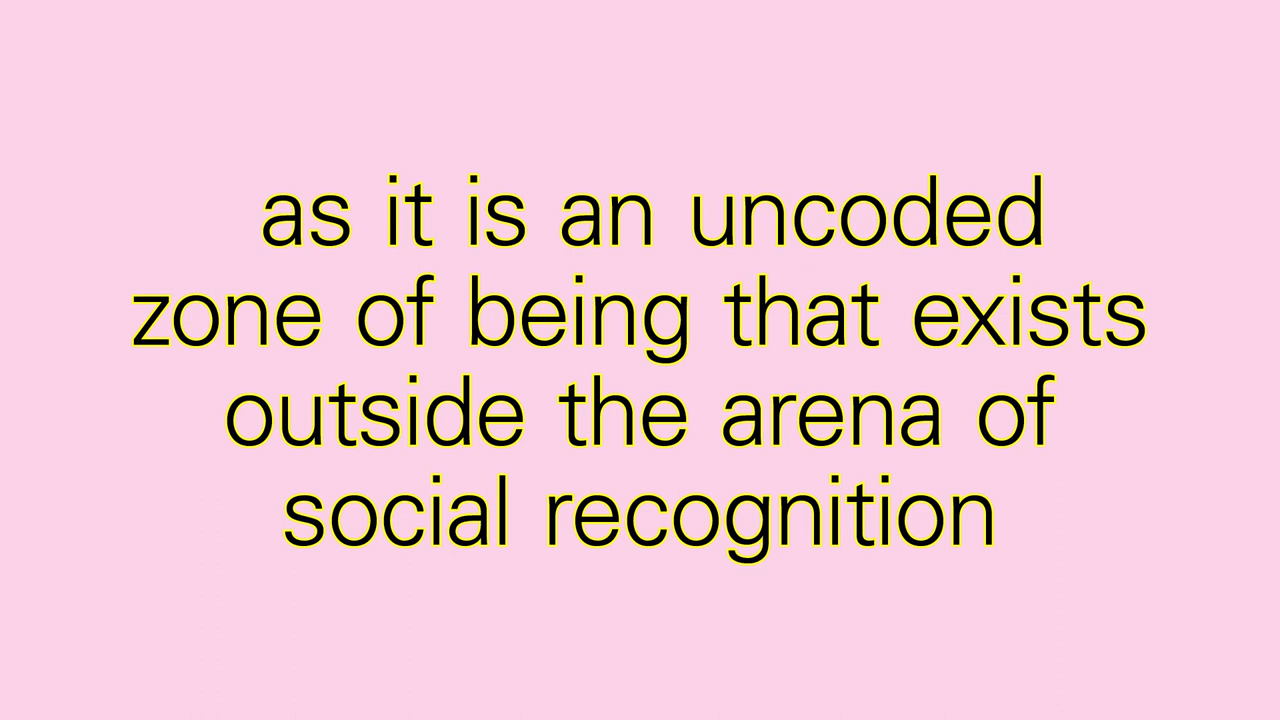 as it is an uncoded
zone of being that exists
outside the arena of
social recognition